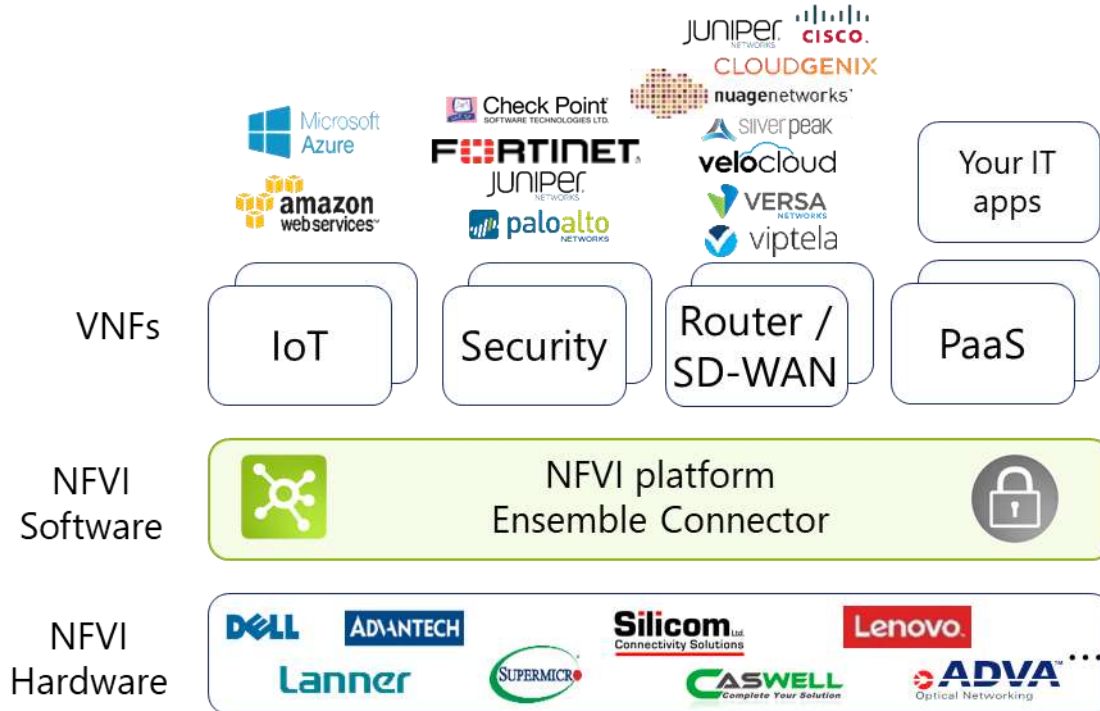 Microsoft
Azure
amazon
webservices™
Check Point
SOFTWARE TECHNOLOGIES LTD.
FORTINET®
JUNIPER
NETWORKS
paloalto
NETWORKS
JUNIPER
NETWORKS
CISCO.
CLOUDGENIX
nuagenetworks
silver peak
velocloud
VERSA
NETWORKS
viptela
Your IT
apps
VNFs
IoT
Security
Router /
SD-WAN
PaaS
NFVI
Software
NFVI platform
Ensemble Connector
NFVI
Hardware
DELL
ADVANTECH
Silicom Ltd.
Connectivity Solutions
Lenovo.
Lanner
SUPERMICRO
CASWELL
Complete Your Solution
ADVA™
Optical Networking
...